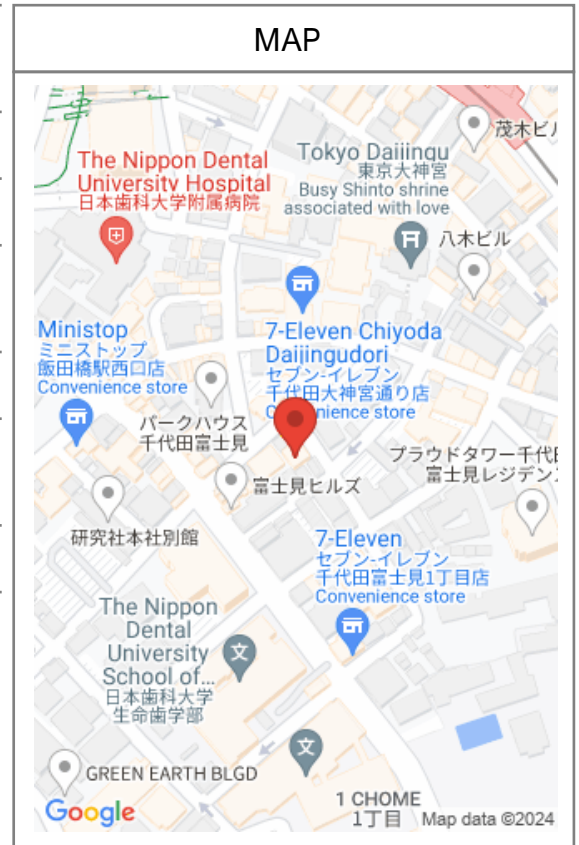 MAP
茂木ビル
The Nippon Dental
University Hospital
日本歯科大学附属病院
Tokyo Daijingu
東京大神宮
Busy Shinto shrine
associated with love
八木ビル
Ministop
ミニストップ
飯田橋駅西口店
Convenience store
7-Eleven Chiyoda
Daijingudori
セブン-イレブン
千代田大神宮通り店
Convenience store
パークハウス
千代田富士見
プラウドタワー千代田
富士見レジデンス
富士見ヒルズ
研究社本社別館
7-Eleven
セブン-イレブン
千代田富士見1丁目店
Convenience store
The Nippon
Dental
University
School of...
日本歯科大学
生命歯学部
文
文
GREEN EARTH BLGD
1 CHOME
1丁目
Google
Map data ©2024